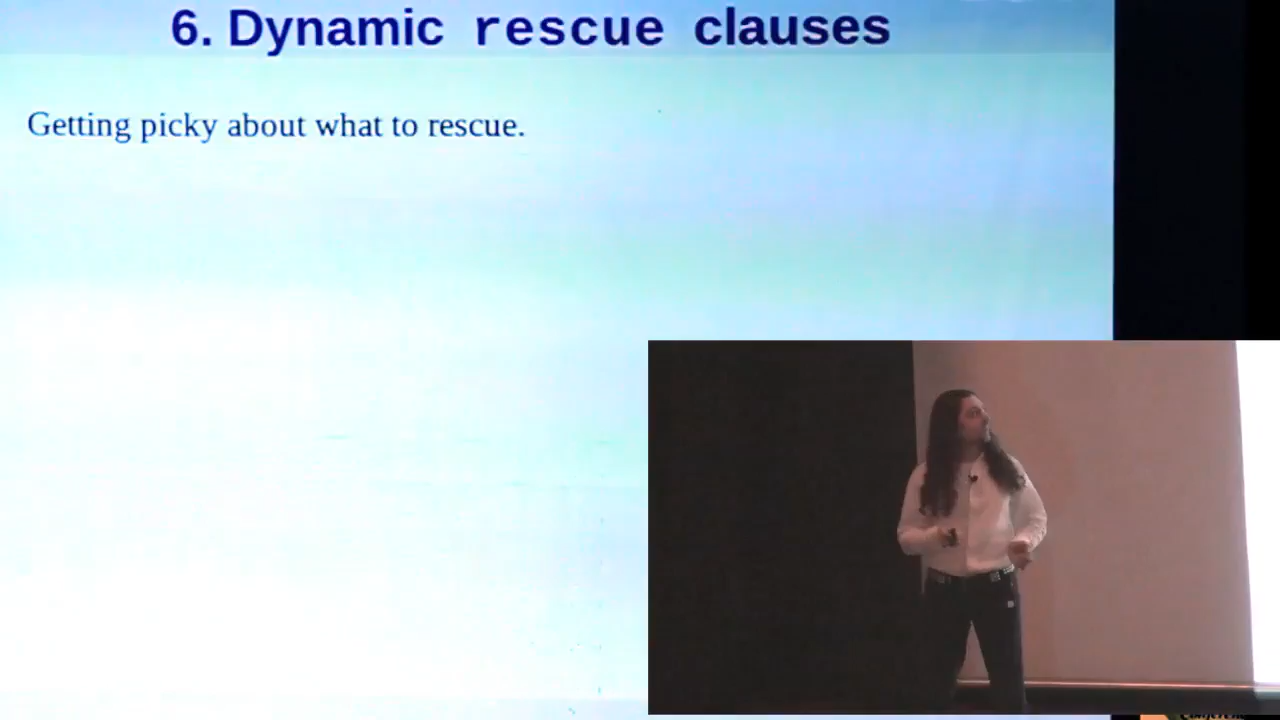 6. Dynamic rescue clauses
Getting picky about what to rescue.